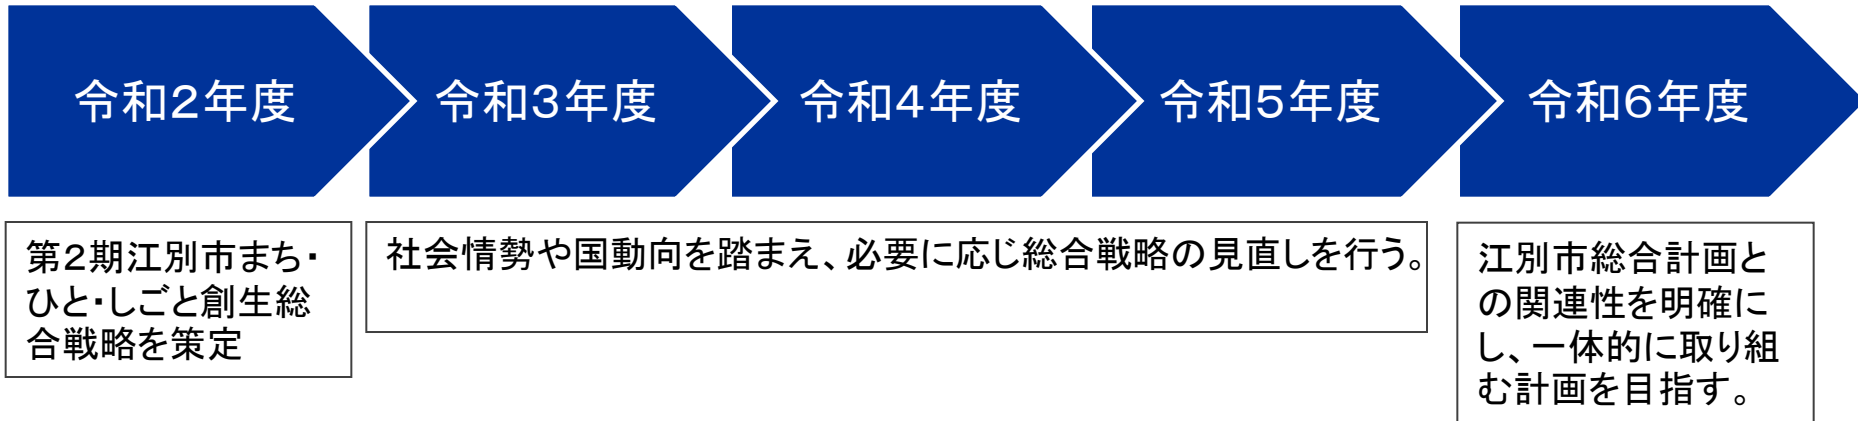 令和２年度
令和３年度
令和４年度
令和５年度
令和６年度
第２期江別市まち・
ひと・しごと創生総
合戦略を策定
社会情勢や国動向を踏まえ、必要に応じ総合戦略の見直しを行う。
江別市総合計画と
の関連性を明確に
し、一体的に取り組
む計画を目指す。